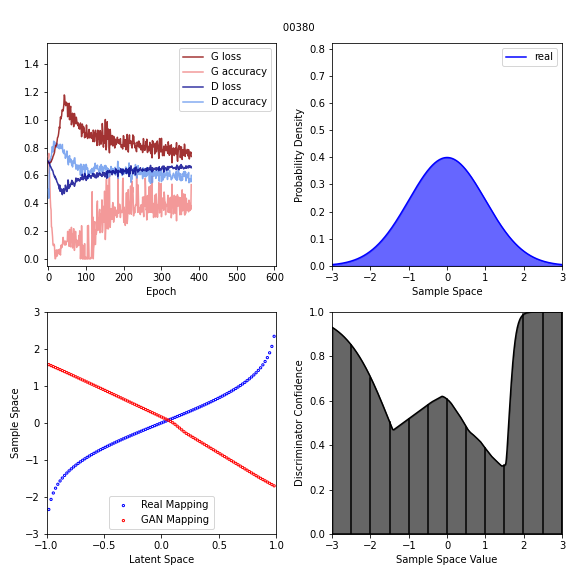 00380
1.4
1.2
1.0
0.8
0.6
0.4
0.2
0.0
0 100 200 300 400 500 600
Epoch
G loss
G accuracy
D loss
D accuracy
Probability Density
0.8
0.7
0.6
0.5
0.4
0.3
0.2
0.1
0.0
−3 −2 −1 0 1 2 3
Sample Space
real
Sample Space
3
2
1
0
−1
−2
−3
−1.0 −0.5 0.0 0.5 1.0
Latent Space
Real Mapping
GAN Mapping
Discriminator Confidence
1.0
0.8
0.6
0.4
0.2
0.0
−3 −2 −1 0 1 2 3
Sample Space Value